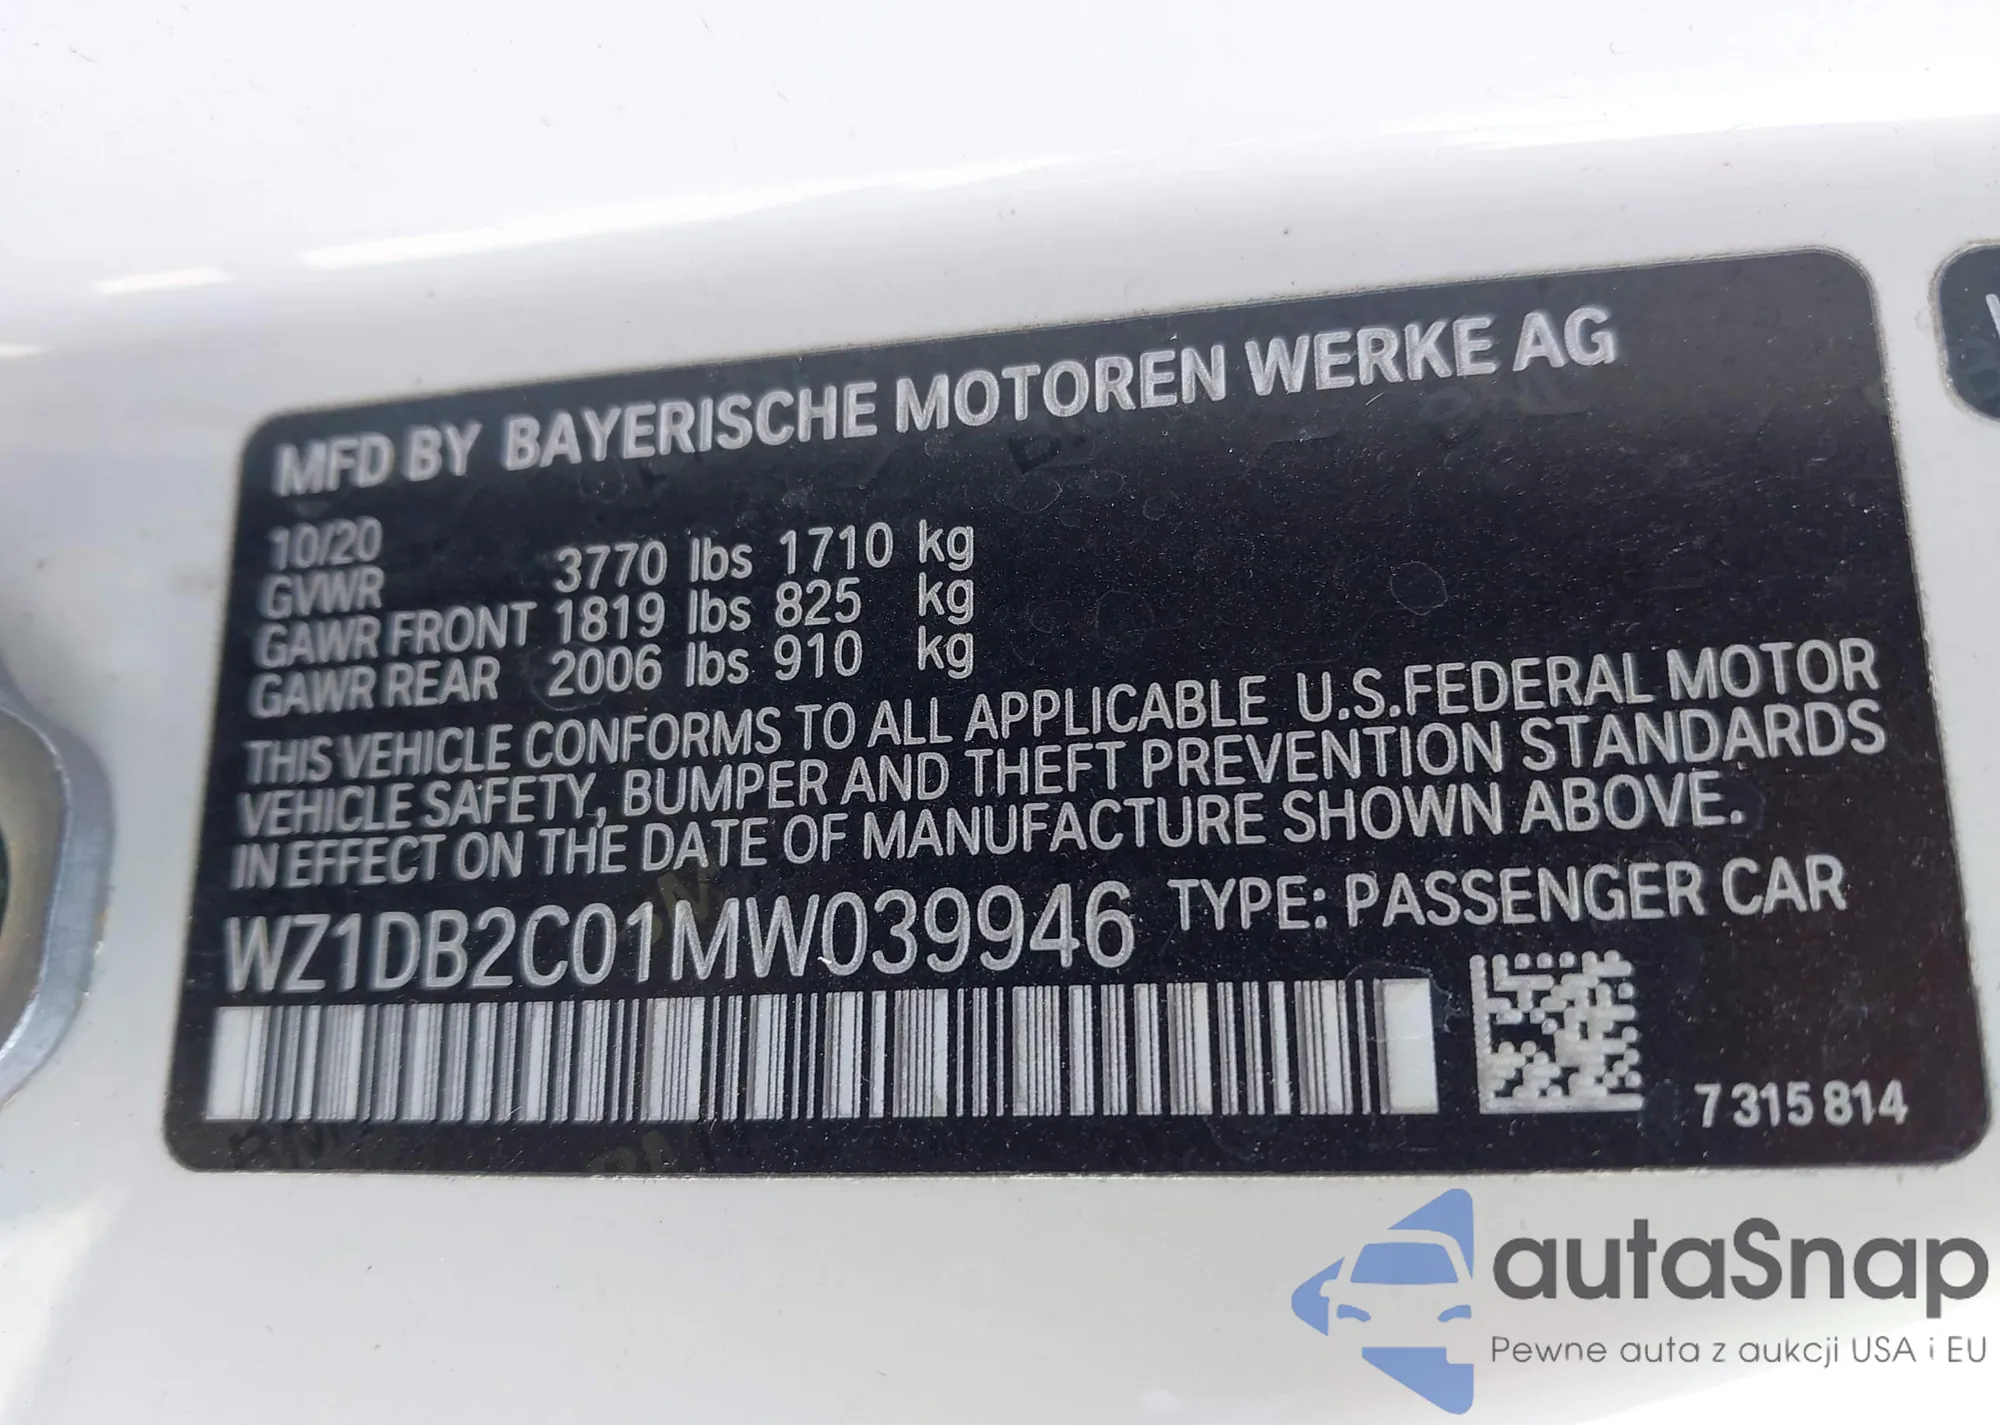 MFD BY BAYERISCHE MOTOREN WERKE AG
10/20
GVWR 3770 lbs 1710 kg
GAWR FRONT 1819 lbs 825 kg
GAWR REAR 2006 lbs 910 kg
THIS VEHICLE CONFORMS TO ALL APPLICABLE U.S.FEDERAL MOTOR
VEHICLE SAFETY, BUMPER AND THEFT PREVENTION STANDARDS
IN EFFECT ON THE DATE OF MANUFACTURE SHOWN ABOVE.
WZ1DB2C01MW039946 TYPE: PASSENGER CAR
7 315 814
autaSnap
Pewne auta z aukcji USA i EU